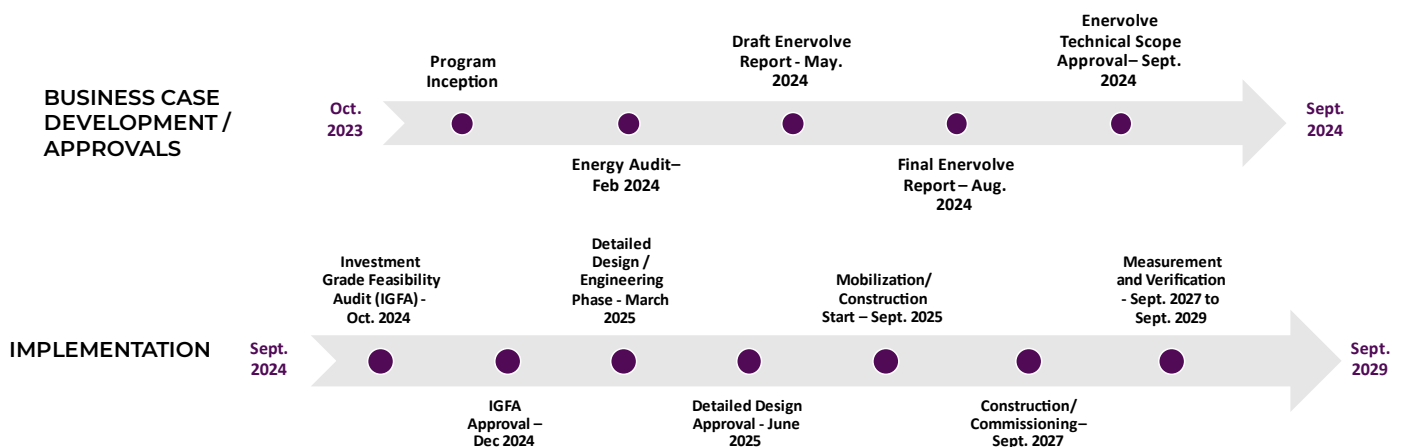 BUSINESS CASE
DEVELOPMENT /
APPROVALS
Oct.
2023
Program
Inception
Energy Audit–
Feb 2024
Draft Enervolve
Report - May.
2024
Final Enervolve
Report – Aug.
2024
Enervolve
Technical Scope
Approval– Sept.
2024
Sept.
2024
IMPLEMENTATION
Sept.
2024
Investment
Grade Feasibility
Audit (IGFA) -
Oct. 2024
IGFA
Approval –
Dec 2024
Detailed
Design /
Engineering
Phase - March
2025
Detailed Design
Approval - June
2025
Mobilization/
Construction
Start – Sept. 2025
Construction/
Commissioning–
Sept. 2027
Measurement
and Verification
- Sept. 2027 to
Sept. 2029
Sept.
2029